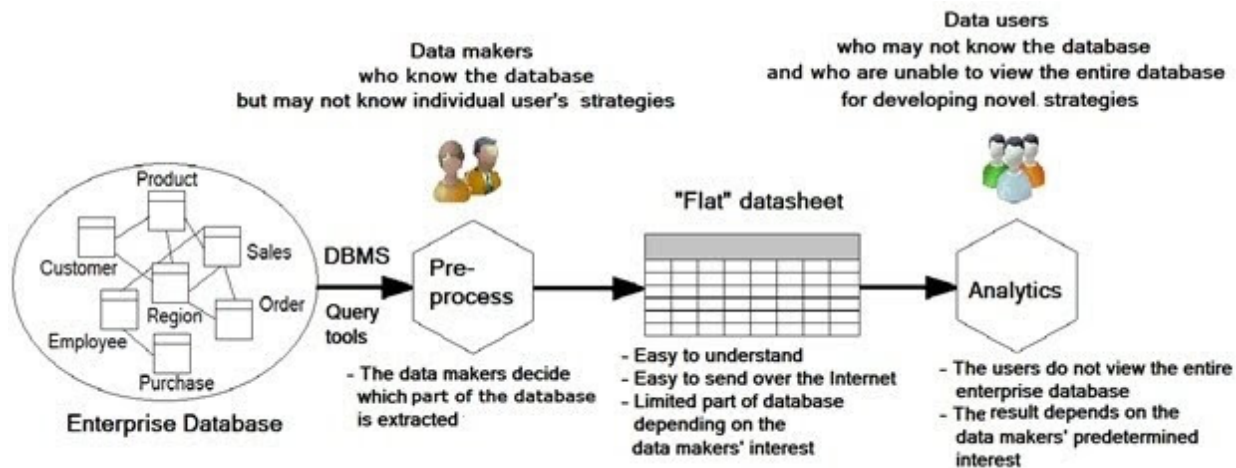 Data makers
who know the database
but may not know individual user's strategies
Data users
who may not know the database
and who are unable to view the entire database
for developing novel strategies
Product
Customer
Sales
Region
Order
Employee
Purchase
Enterprise Database
DBMS
Query
tools
Pre-
process
- The data makers decide
which part of the database
is extracted
"Flat" datasheet
- Easy to understand
- Easy to send over the Internet
- Limited part of database
depending on the
data makers' interest
Analytics
- The users do not view the entire
enterprise database
- The result depends on the
data makers' predetermined
interest